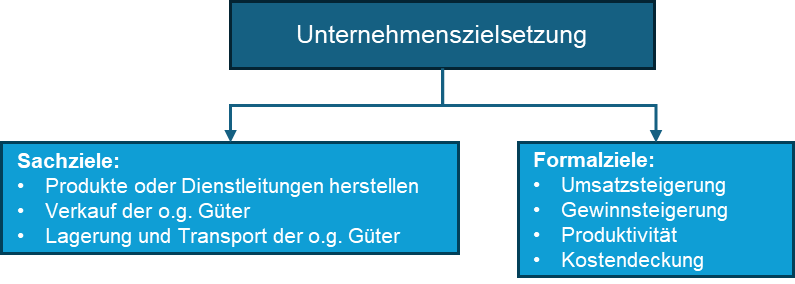 Unternehmenszielsetzung
Sachziele:
• Produkte oder Dienstleitungen herstellen
• Verkauf der o.g. Güter
• Lagerung und Transport der o.g. Güter
Formalziele:
• Umsatzsteigerung
• Gewinnsteigerung
• Produktivität
• Kostendeckung